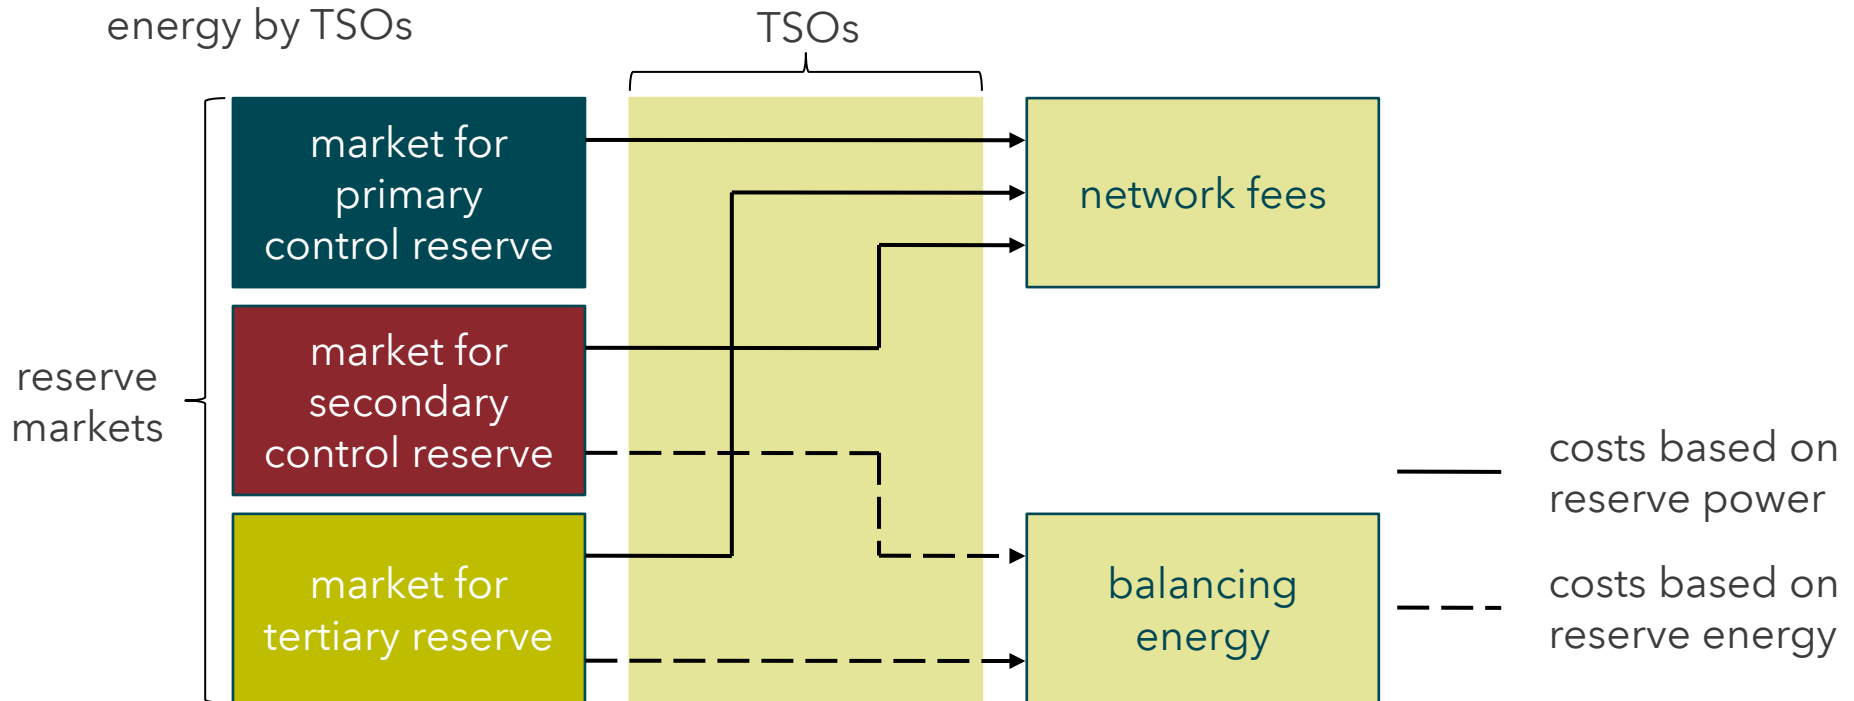 energy by TSOs
TSOs
market for
primary
control reserve
network fees
reserve
markets
market for
secondary
control reserve
market for
tertiary reserve
balancing
energy
costs based on
reserve power
costs based on
reserve energy